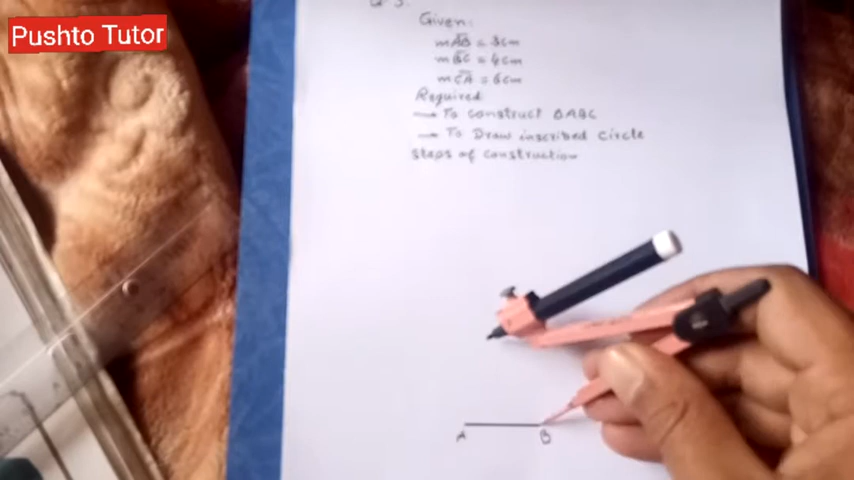 Pushto Tutor
Given:
mAB = 3cm
mBC = 4cm
mCA = 6cm
Required
→ To construct ΔABC
→ To Draw inscribed circle
steps of construction
A B